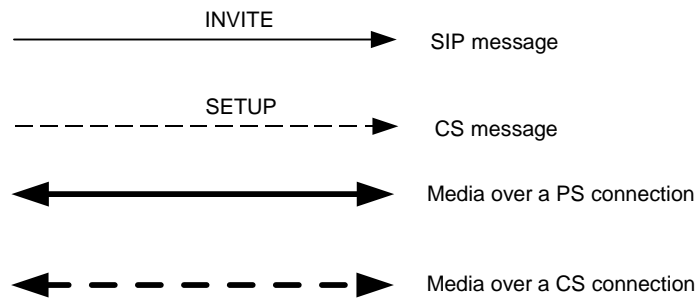 INVITE
SIP message
SETUP
CS message
Media over a PS connection
Media over a CS connection